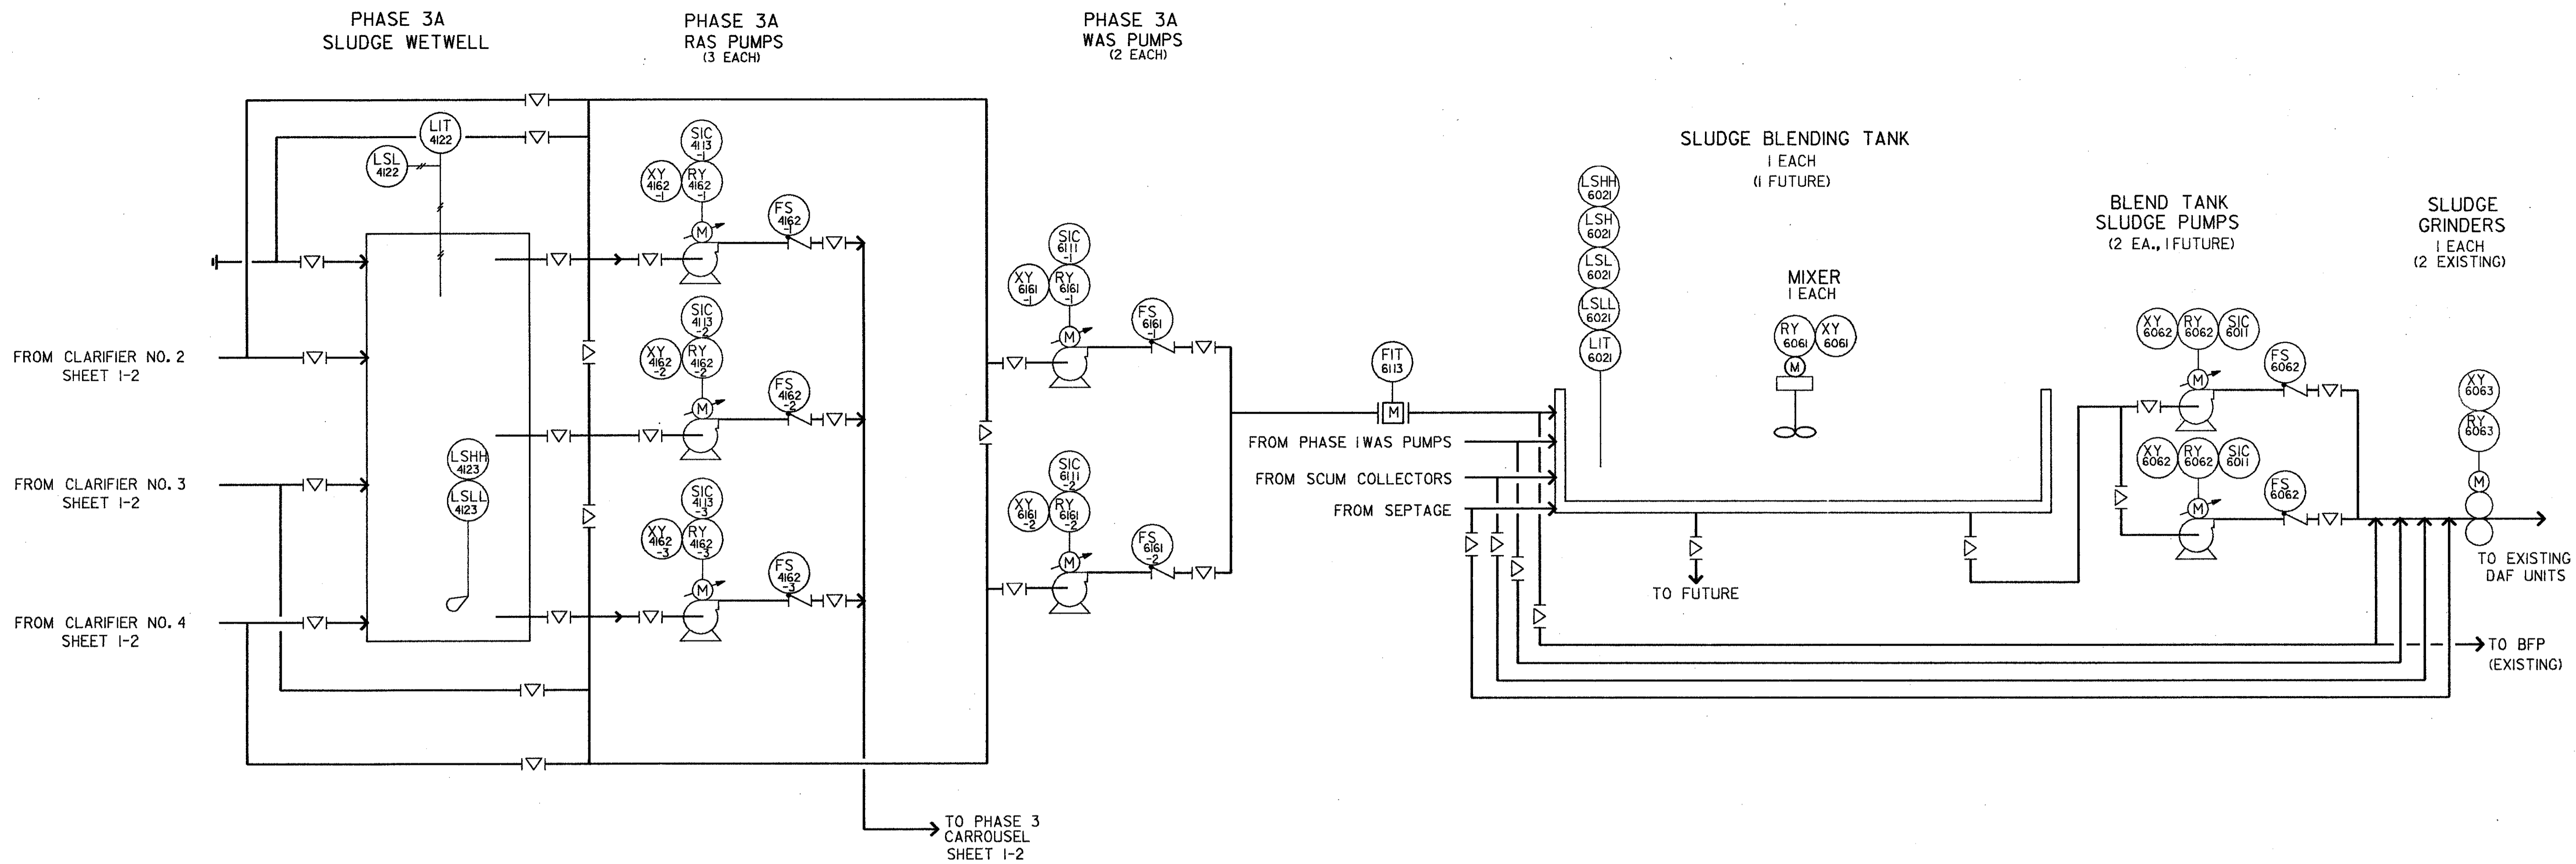 PHASE 3A
SLUDGE WETWELL
PHASE 3A
RAS PUMPS
(3 EACH)
PHASE 3A
WAS PUMPS
(2 EACH)
LIT
4122
LSL
4122
FROM CLARIFIER NO. 2
SHEET 1-2
FROM CLARIFIER NO. 3
SHEET 1-2
FROM CLARIFIER NO. 4
SHEET 1-2
LSHH
4123
LSLL
4123
SIC
4113
-1
XY
4162
-1
RY
4162
-1
M
FS
4162
-1
SIC
4113
-2
XY
4162
-2
RY
4162
-2
M
FS
4162
-2
SIC
4113
-3
XY
4162
-3
RY
4162
-3
M
FS
4162
-3
TO PHASE 3
CARROUSEL
SHEET 1-2
SIC
6111
-1
XY
6161
-1
RY
6161
-1
M
FS
6161
-1
SIC
6111
-2
XY
6161
-2
RY
6161
-2
M
FS
6161
-2
FIT
6113
M
FROM PHASE 1 WAS PUMPS
FROM SCUM COLLECTORS
FROM SEPTAGE
SLUDGE BLENDING TANK
1 EACH
(1 FUTURE)
LSHH
6021
LSH
6021
LSL
6021
LSLL
6021
LIT
6021
MIXER
1 EACH
RY
6061
XY
6061
M
TO FUTURE
BLEND TANK
SLUDGE PUMPS
(2 EA., 1 FUTURE)
XY
6062
RY
6062
SIC
6011
M
FS
6062
XY
6062
RY
6062
SIC
6011
M
FS
6062
SLUDGE
GRINDERS
1 EACH
(2 EXISTING)
XY
6063
RY
6063
M
TO EXISTING
DAF UNITS
TO BFP
(EXISTING)